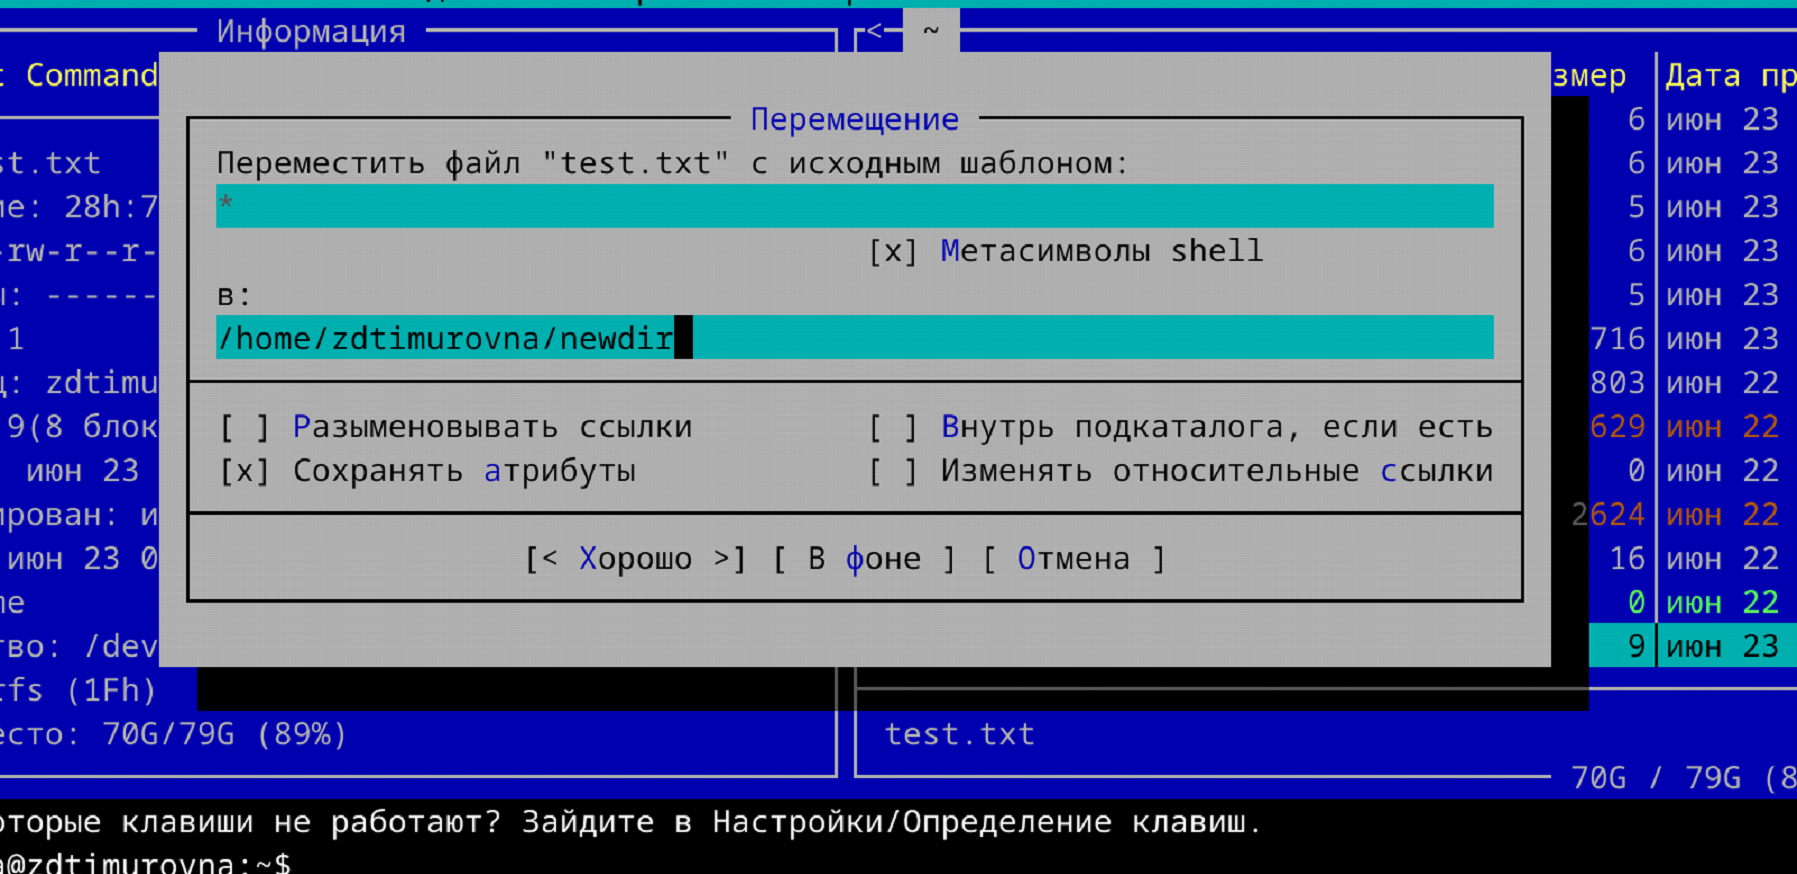 Информация
< ~
t Command
змер Дата пр
Перемещение
Переместить файл "test.txt" с исходным шаблоном:
*
[x] Метасимволы shell
в:
/home/zdtimurovna/newdir
[ ] Разыменовывать ссылки [ ] Внутрь подкаталога, если есть
[x] Сохранять атрибуты [ ] Изменять относительные ссылки
[< Хорошо >] [ В фоне ] [ Отмена ]
st.txt
ие: 28h:7
-rw-r--r-
ы: ------
1
ц: zdtimu
9(8 блок
июн 23
ирован: и
июн 23 0
me
тво: /dev
rfs (1Fh)
есто: 70G/79G (89%)
6 июн 23
6 июн 23
5 июн 23
6 июн 23
5 июн 23
716 июн 23
803 июн 22
629 июн 22
0 июн 22
2624 июн 22
16 июн 22
0 июн 22
9 июн 23
test.txt
70G / 79G (8
оторые клавиши не работают? Зайдите в Настройки/Определение клавиш.
a@zdtimurovna:~$